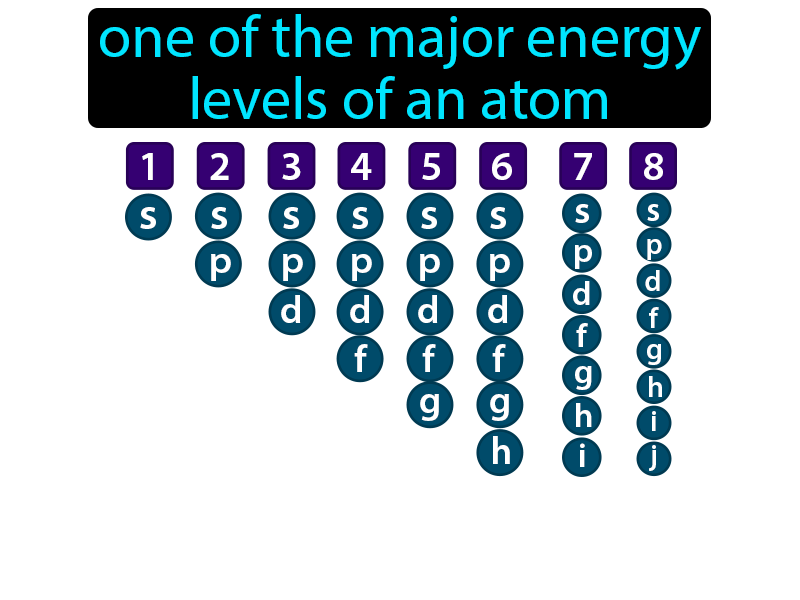 one of the major energy
levels of an atom
1 2 3 4 5 6 7 8
s s s s s s s s
p p p p p p p
d d d d d d
f f f f f
g g g g
h h h
i i
j